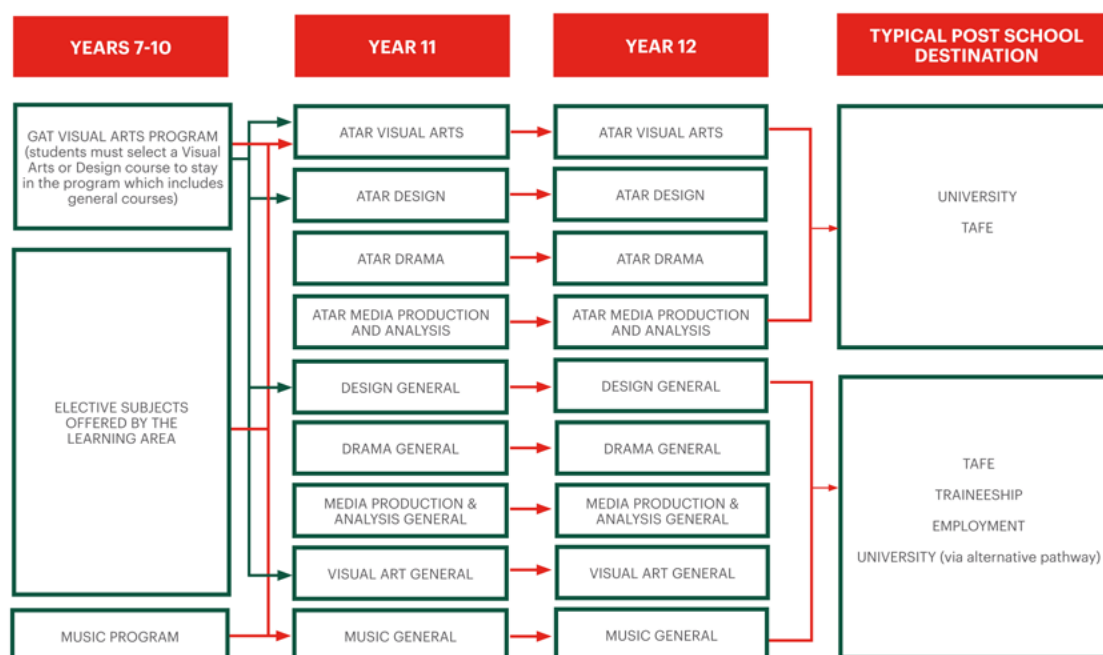 YEARS 7-10
YEAR 11
YEAR 12
TYPICAL POST SCHOOL
DESTINATION
GAT VISUAL ARTS PROGRAM
(students must select a Visual
Arts or Design course to stay
in the program which includes
general courses)
ELECTIVE SUBJECTS
OFFERED BY THE
LEARNING AREA
MUSIC PROGRAM
ATAR VISUAL ARTS
ATAR DESIGN
ATAR DRAMA
ATAR MEDIA PRODUCTION
AND ANALYSIS
DESIGN GENERAL
DRAMA GENERAL
MEDIA PRODUCTION &
ANALYSIS GENERAL
VISUAL ART GENERAL
MUSIC GENERAL
ATAR VISUAL ARTS
ATAR DESIGN
ATAR DRAMA
ATAR MEDIA PRODUCTION
AND ANALYSIS
DESIGN GENERAL
DRAMA GENERAL
MEDIA PRODUCTION &
ANALYSIS GENERAL
VISUAL ART GENERAL
MUSIC GENERAL
UNIVERSITY
TAFE
TAFE
TRAINEESHIP
EMPLOYMENT
UNIVERSITY (via alternative pathway)